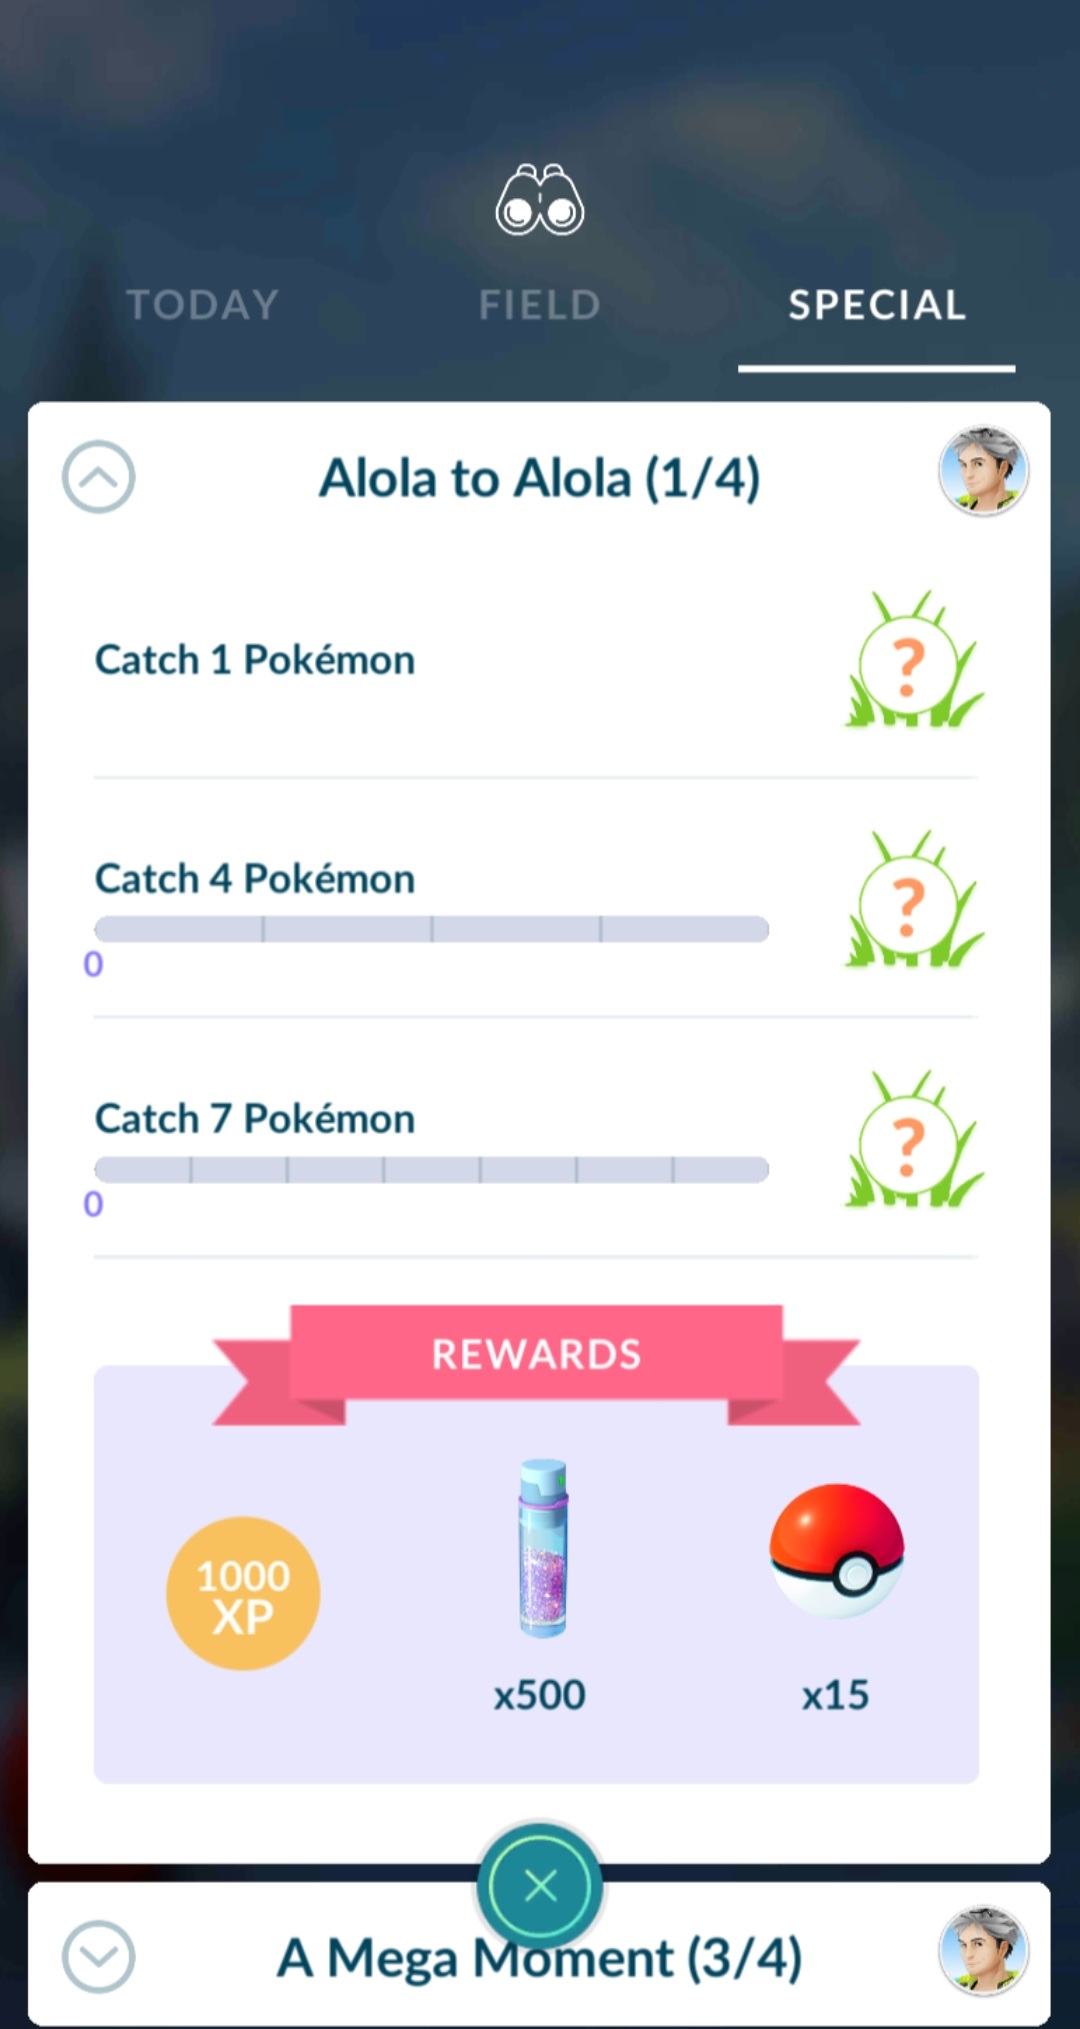 TODAY
FIELD
SPECIAL
Alola to Alola (1/4)
Catch 1 Pokémon
?
Catch 4 Pokémon
?
0
Catch 7 Pokémon
?
0
REWARDS
1000
XP
x500
x15
A Mega Moment (3/4)